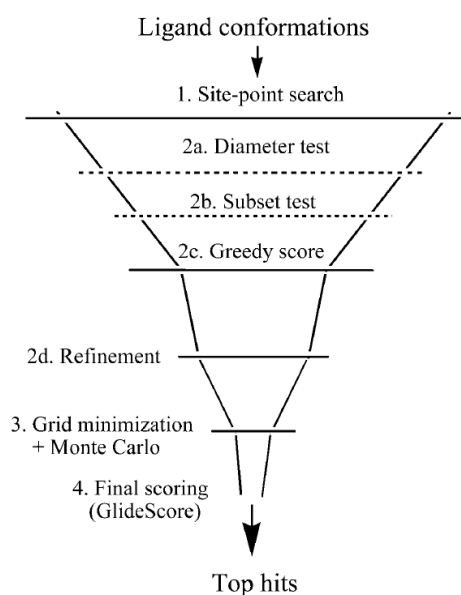 Ligand conformations
1. Site-point search
2a. Diameter test
2b. Subset test
2c. Greedy score
2d. Refinement
3. Grid minimization
+ Monte Carlo
4. Final scoring
(GlideScore)
Top hits